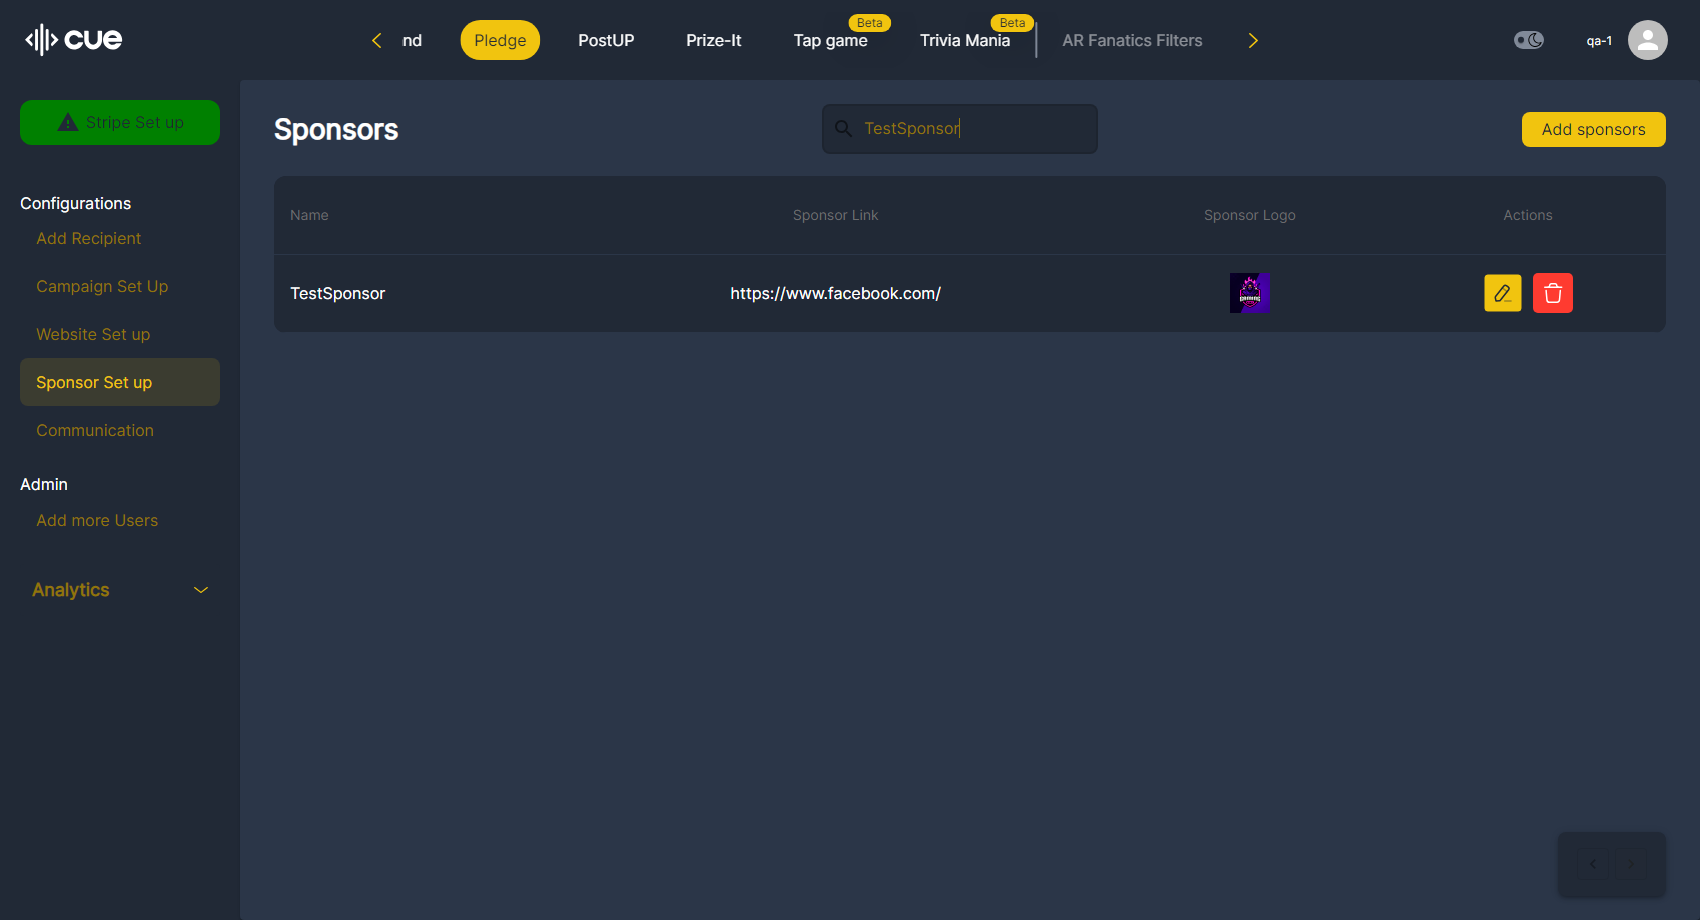 cue
nd
Pledge
PostUP
Prize-It
Tap game
Beta
Trivia Mania
Beta
AR Fanatics Filters
qa-1
Stripe Set up
Sponsors
TestSponsor
Add sponsors
Configurations
Add Recipient
Campaign Set Up
Website Set up
Sponsor Set up
Communication
Admin
Add more Users
Analytics
Name Sponsor Link Sponsor Logo Actions
TestSponsor https://www.facebook.com/ GAMING